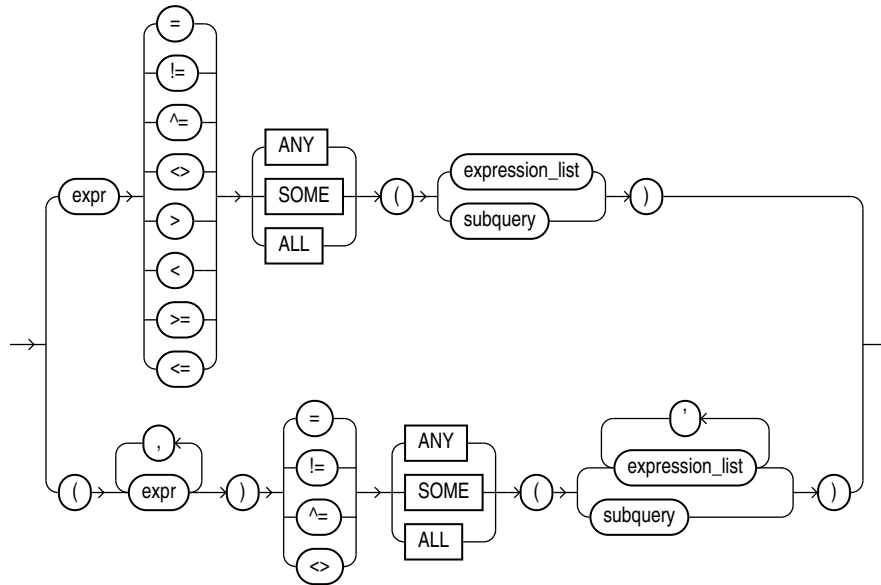 =
!=
^=
<>
>
<
>=
<=
expr
ANY
SOME
ALL
(
expression_list
subquery
)
(
,
expr
)
=
!=
^=
<>
ANY
SOME
ALL
(
,
expression_list
subquery
)